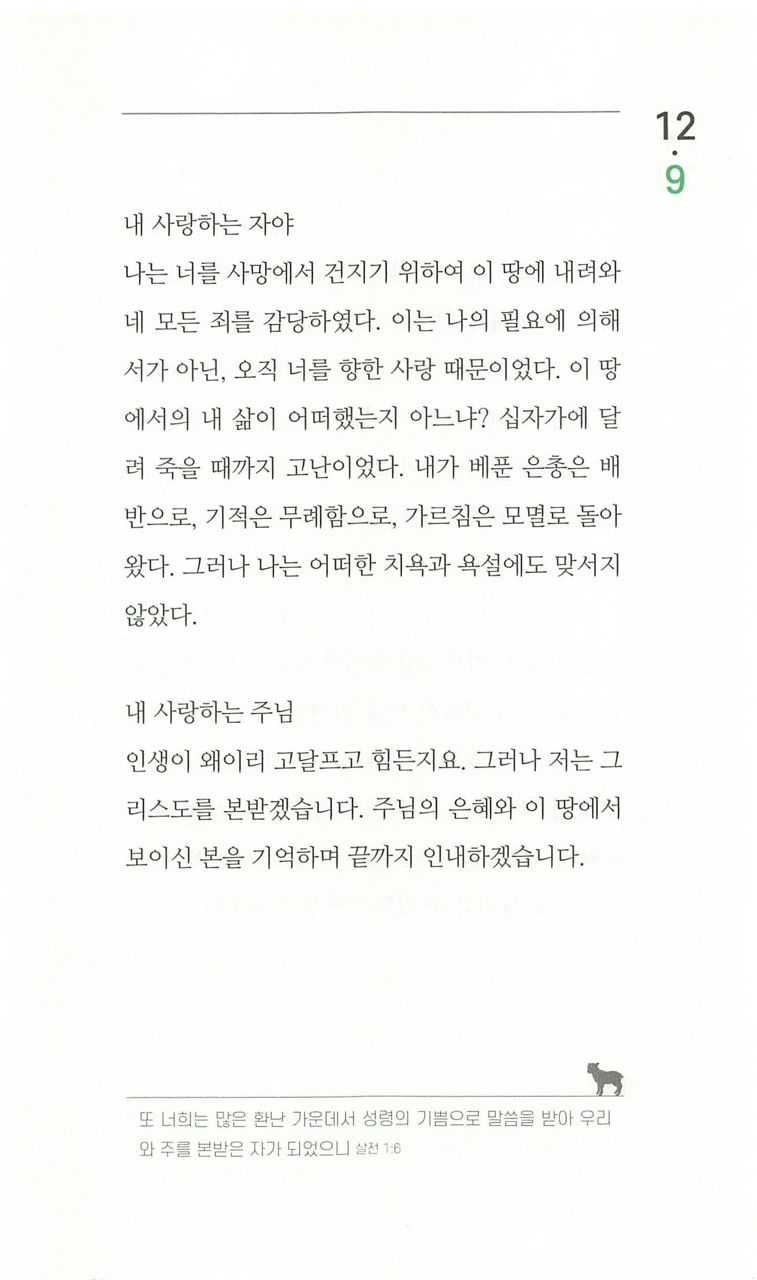 12
·
9
내 사랑하는 자야
나는 너를 사망에서 건지기 위하여 이 땅에 내려와
네 모든 죄를 감당하였다. 이는 나의 필요에 의해
서가 아닌, 오직 너를 향한 사랑 때문이었다. 이 땅
에서의 내 삶이 어떠했는지 아느냐? 십자가에 달
려 죽을 때까지 고난이었다. 내가 베푼 은총은 배
반으로, 기적은 무례함으로, 가르침은 모멸로 돌아
왔다. 그러나 나는 어떠한 치욕과 욕설에도 맞서지
않았다.
내 사랑하는 주님
인생이 왜이리 고달프고 힘든지요. 그러나 저는 그
리스도를 본받겠습니다. 주님의 은혜와 이 땅에서
보이신 본을 기억하며 끝까지 인내하겠습니다.
또 너희는 많은 환난 가운데서 성령의 기쁨으로 말씀을 받아 우리
와 주를 본받은 자가 되었으니 살전 1:6